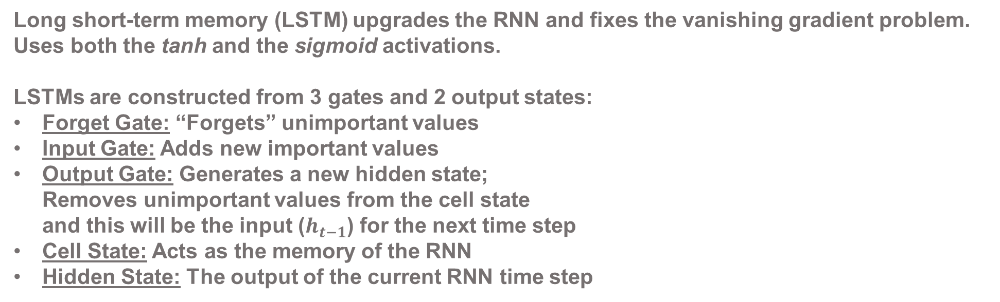 Long short-term memory (LSTM) upgrades the RNN and fixes the vanishing gradient problem.
Uses both the tanh and the sigmoid activations.
LSTMs are constructed from 3 gates and 2 output states:
• Forget Gate: “Forgets” unimportant values
• Input Gate: Adds new important values
• Output Gate: Generates a new hidden state;
Removes unimportant values from the cell state
and this will be the input (h_{t−1}) for the next time step
• Cell State: Acts as the memory of the RNN
• Hidden State: The output of the current RNN time step